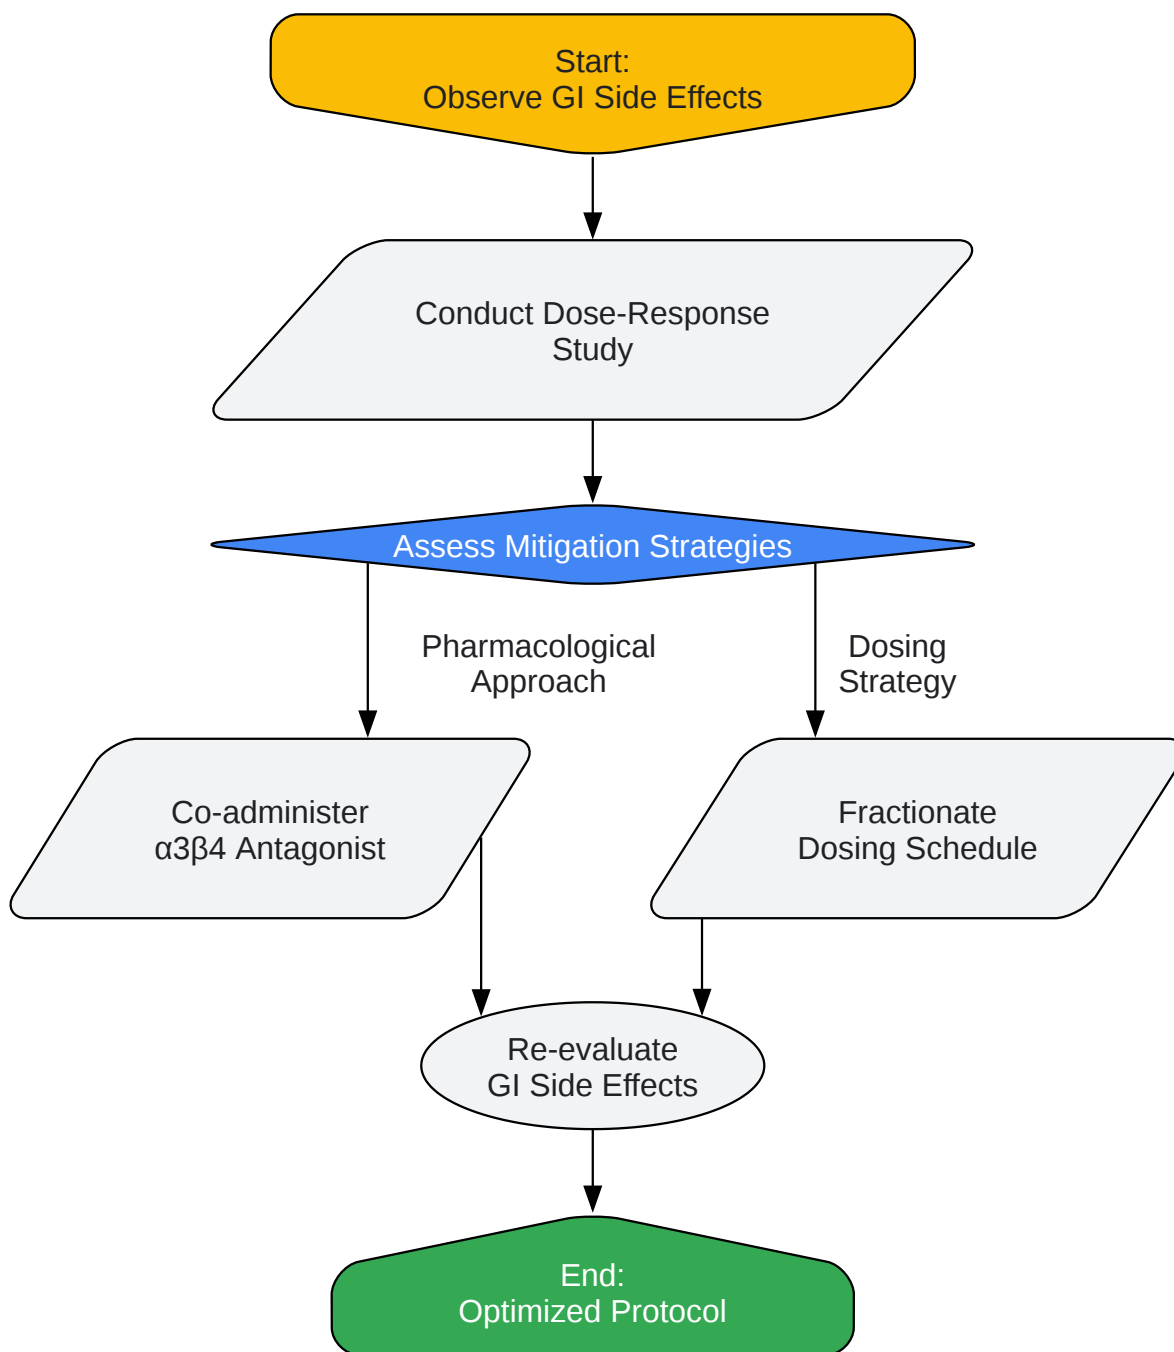 Start:
Observe GI Side Effects
Conduct Dose-Response
Study
Assess Mitigation Strategies
Pharmacological
Approach
Dosing
Strategy
Co-administer
α3β4 Antagonist
Fractionate
Dosing Schedule
Re-evaluate
GI Side Effects
End:
Optimized Protocol